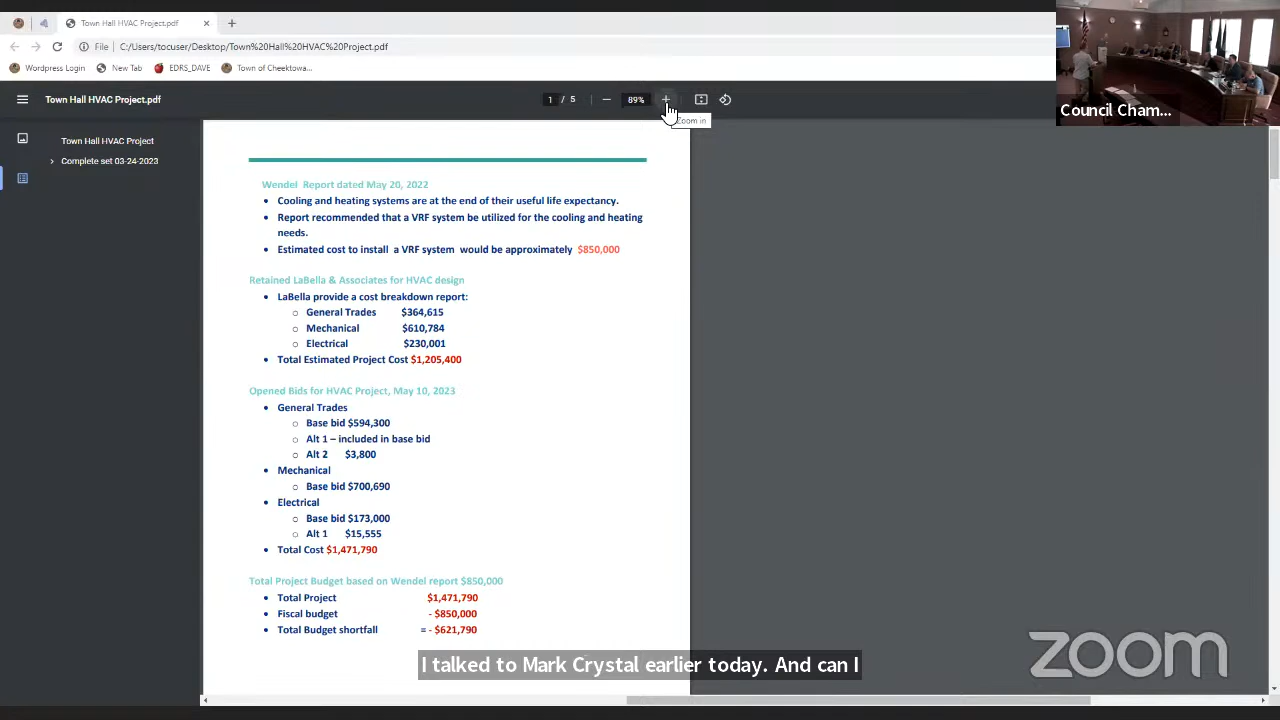 Town Hall HVAC Project.pdf
File
C:/Users/tocuser/Desktop/Town%20Hall%20HVAC%20Project.pdf
Wordpress Login
New Tab
EDRS_DAVE
Town of Cheektowa...
Town Hall HVAC Project.pdf
1 / 5
89%
Zoom in
Council Cham...
Town Hall HVAC Project
Complete set 03-24-2023
Wendel Report dated May 20, 2022
• Cooling and heating systems are at the end of their useful life expectancy.
• Report recommended that a VRF system be utilized for the cooling and heating
needs.
• Estimated cost to install a VRF system would be approximately $850,000
Retained LaBella & Associates for HVAC design
• LaBella provide a cost breakdown report:
o General Trades $364,615
o Mechanical $610,784
o Electrical $230,001
• Total Estimated Project Cost $1,205,400
Opened Bids for HVAC Project, May 10, 2023
• General Trades
o Base bid $594,300
o Alt 1 – included in base bid
o Alt 2 $3,800
• Mechanical
o Base bid $700,690
• Electrical
o Base bid $173,000
o Alt 1 $15,555
• Total Cost $1,471,790
Total Project Budget based on Wendel report $850,000
• Total Project $1,471,790
• Fiscal budget - $850,000
• Total Budget shortfall = - $621,790
I talked to Mark Crystal earlier today. And can I
zoom